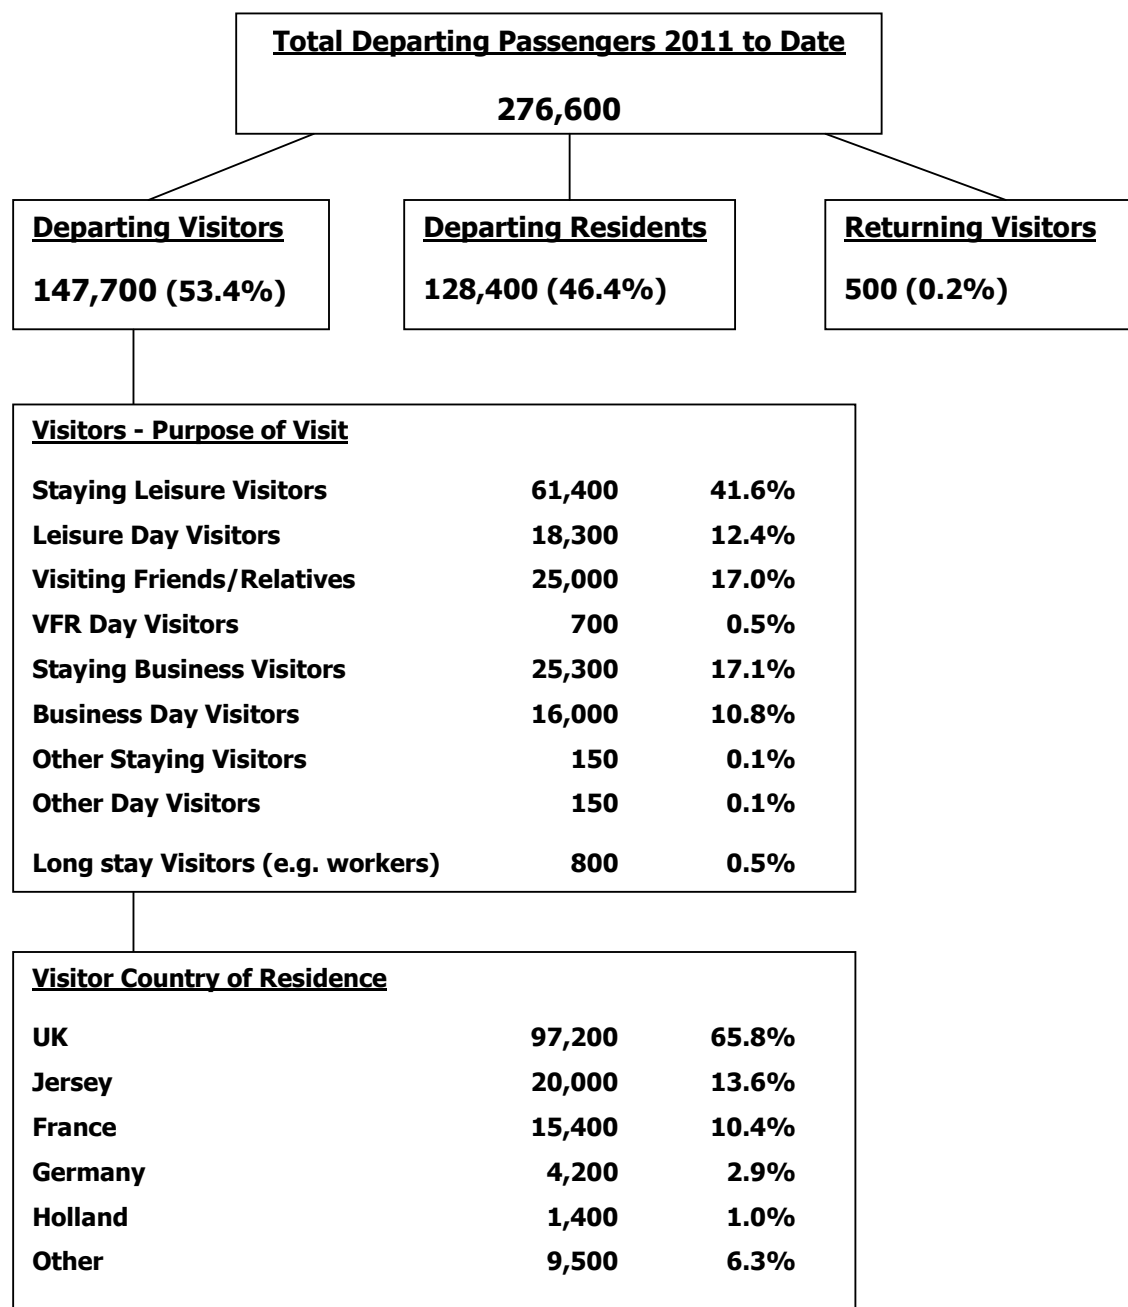 Total Departing Passengers 2011 to Date
276,600
Departing Visitors
147,700 (53.4%)
Departing Residents
128,400 (46.4%)
Returning Visitors
500 (0.2%)
Visitors - Purpose of Visit
Staying Leisure Visitors 61,400 41.6%
Leisure Day Visitors 18,300 12.4%
Visiting Friends/Relatives 25,000 17.0%
VFR Day Visitors 700 0.5%
Staying Business Visitors 25,300 17.1%
Business Day Visitors 16,000 10.8%
Other Staying Visitors 150 0.1%
Other Day Visitors 150 0.1%
Long stay Visitors (e.g. workers) 800 0.5%
Visitor Country of Residence
UK 97,200 65.8%
Jersey 20,000 13.6%
France 15,400 10.4%
Germany 4,200 2.9%
Holland 1,400 1.0%
Other 9,500 6.3%